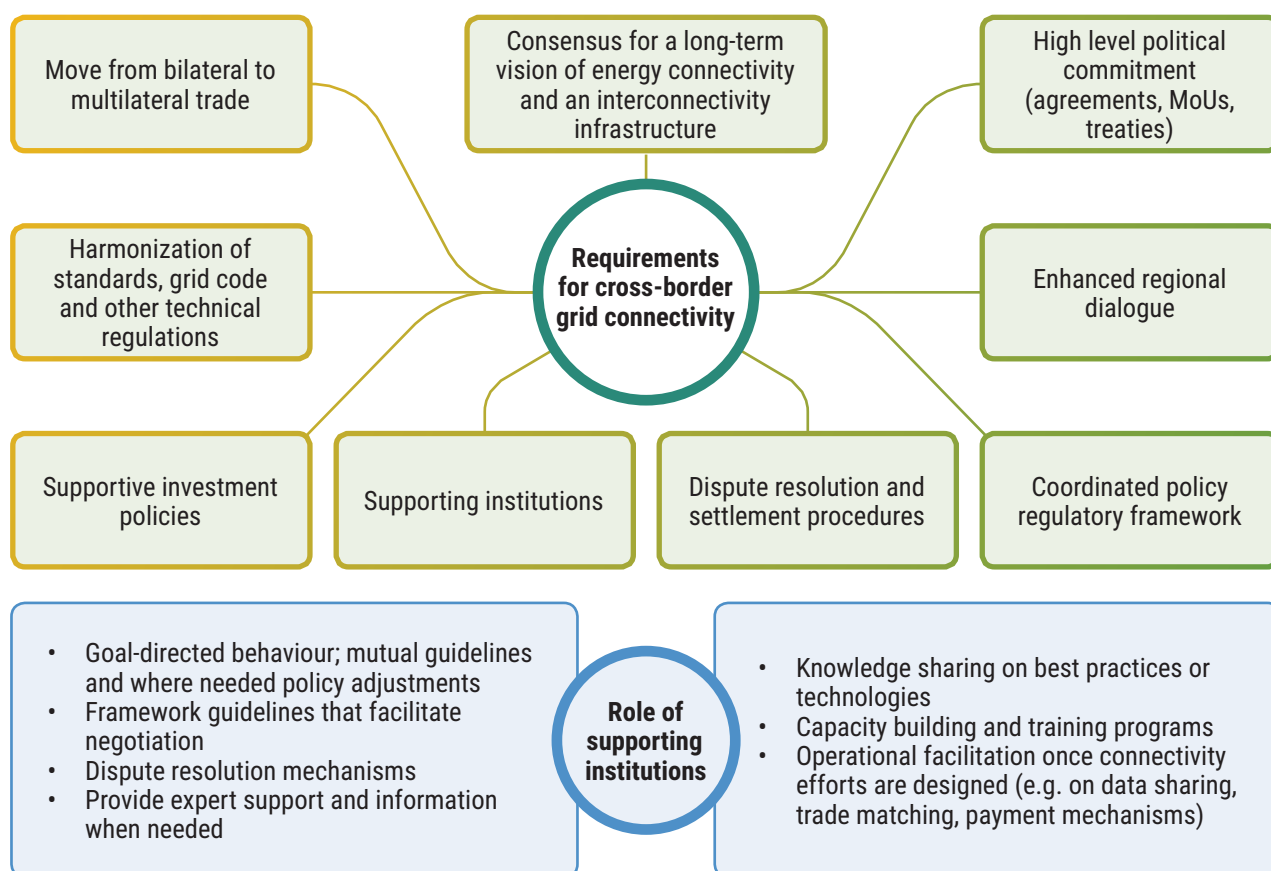 Move from bilateral to
multilateral trade
Consensus for a long-term
vision of energy connectivity
and an interconnectivity
infrastructure
High level political
commitment
(agreements, MoUs,
treaties)
Harmonization of
standards, grid code
and other technical
regulations
Requirements
for cross-border
grid connectivity
Enhanced regional
dialogue
Supportive investment
policies
Supporting institutions
Dispute resolution and
settlement procedures
Coordinated policy
regulatory framework
• Goal-directed behaviour; mutual guidelines
and where needed policy adjustments
• Framework guidelines that facilitate
negotiation
• Dispute resolution mechanisms
• Provide expert support and information
when needed
Role of
supporting
institutions
• Knowledge sharing on best practices or
technologies
• Capacity building and training programs
• Operational facilitation once connectivity
efforts are designed (e.g. on data sharing,
trade matching, payment mechanisms)